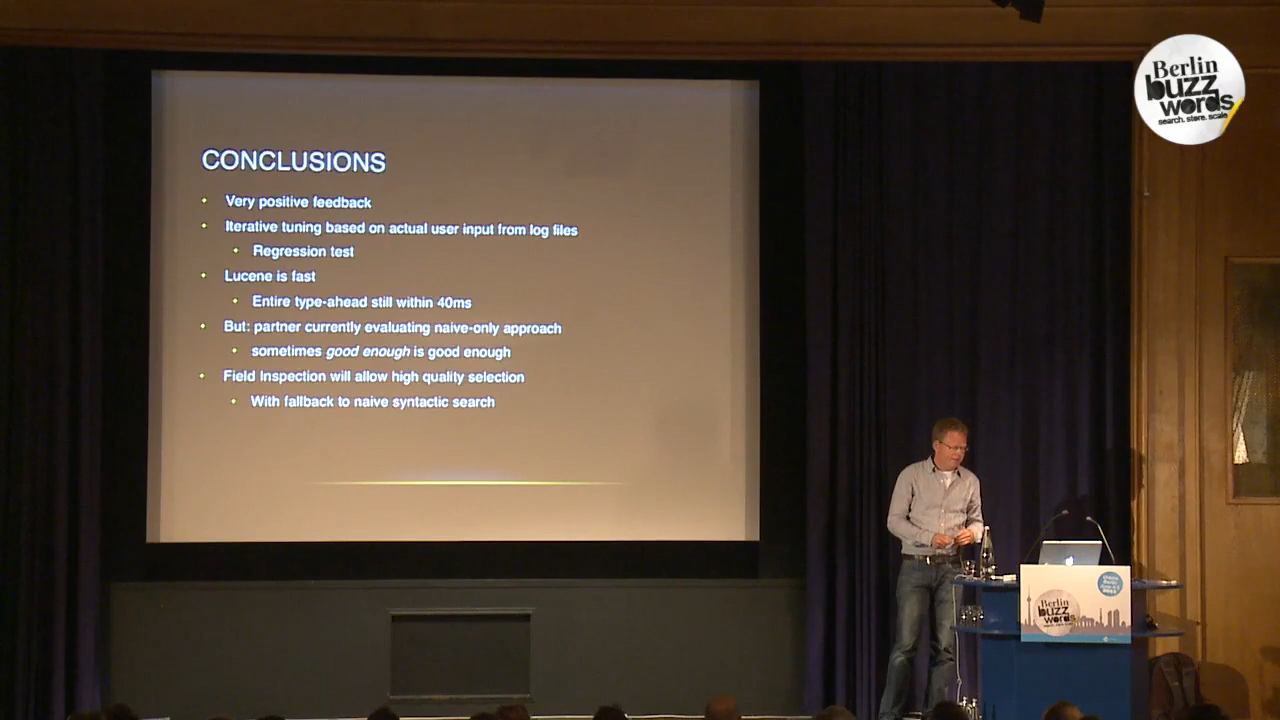 CONCLUSIONS
• Very positive feedback
• Iterative tuning based on actual user input from log files
• Regression test
• Lucene is fast
• Entire type-ahead still within 40ms
• But: partner currently evaluating naive-only approach
• sometimes good enough is good enough
• Field Inspection will allow high quality selection
• With fallback to naive syntactic search
Berlin
buzz
words
search. store. scale
Berlin
buzz
words